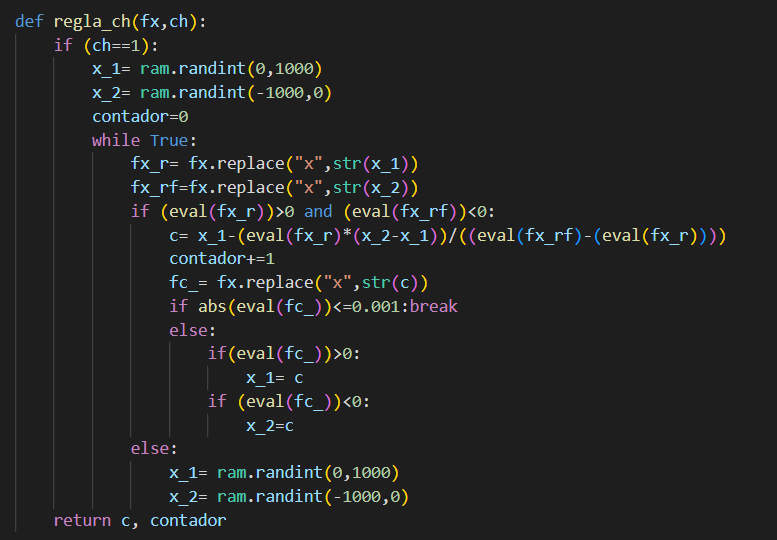 def regla_ch(fx,ch):
    if (ch==1):
        x_1= ram.randint(0,1000)
        x_2= ram.randint(-1000,0)
        contador=0
        while True:
            fx_r= fx.replace("x",str(x_1))
            fx_rf=fx.replace("x",str(x_2))
            if (eval(fx_r))>0 and (eval(fx_rf))<0:
                c= x_1-(eval(fx_r)*(x_2-x_1))/((eval(fx_rf)-(eval(fx_r))))
                contador+=1
                fc_= fx.replace("x",str(c))
                if abs(eval(fc_))<=0.001:break
                else:
                    if(eval(fc_))>0:
                        x_1= c
                    if (eval(fc_))<0:
                        x_2=c
            else:
                x_1= ram.randint(0,1000)
                x_2= ram.randint(-1000,0)
    return c, contador